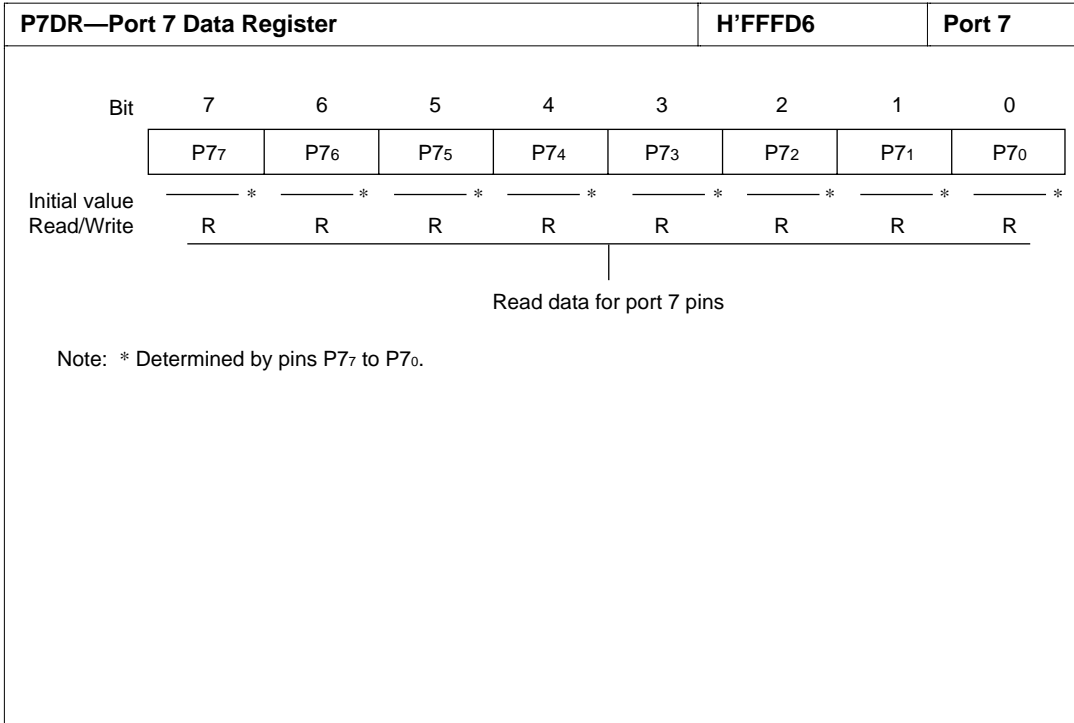 P7DR—Port 7 Data Register H'FFFD6 Port 7
Bit 7 6 5 4 3 2 1 0
P7₇ P7₆ P7₅ P7₄ P7₃ P7₂ P7₁ P7₀
Initial value —* —* —* —* —* —* —* —*
Read/Write R R R R R R R R
Read data for port 7 pins
Note: * Determined by pins P7₇ to P7₀.